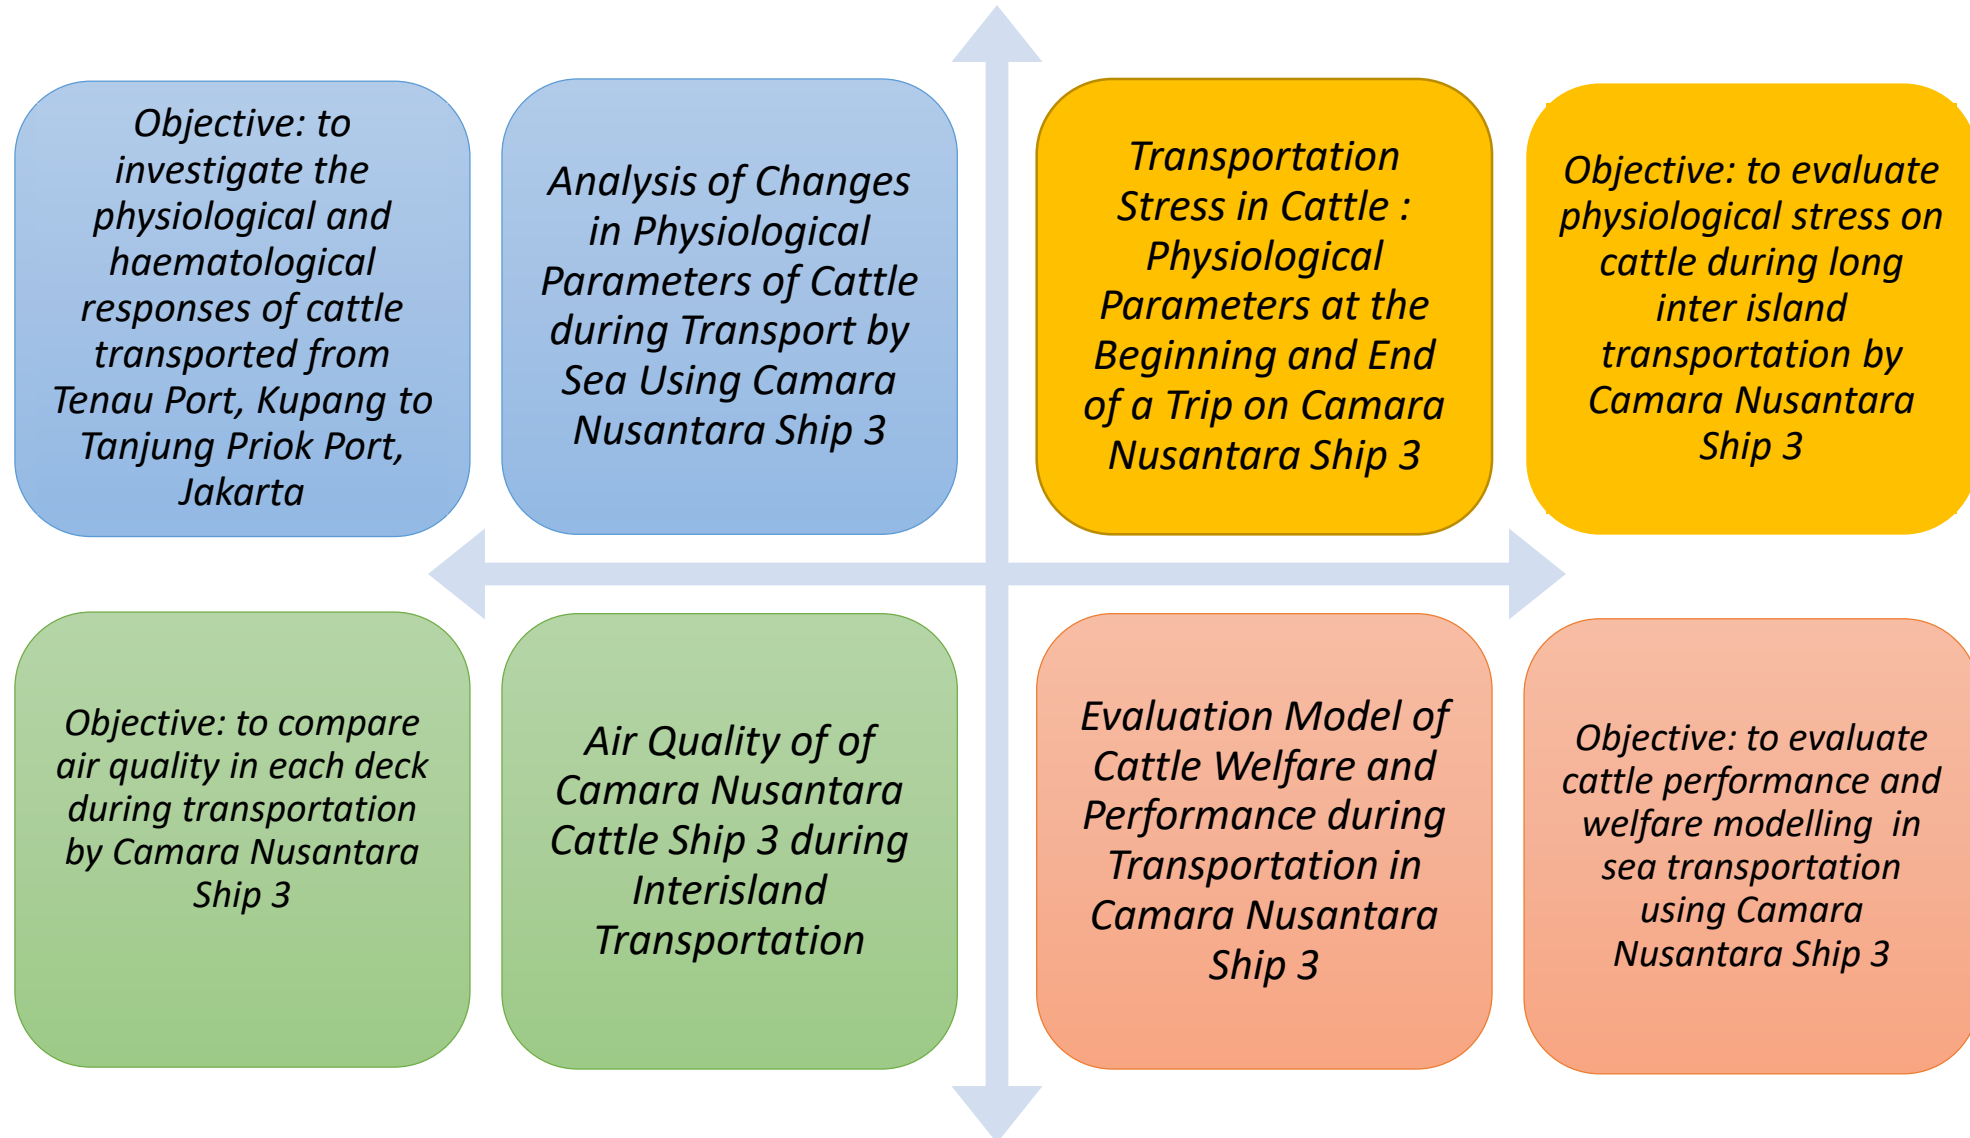 Objective: to
investigate the
physiological and
haematological
responses of cattle
transported from
Tenau Port, Kupang to
Tanjung Priok Port,
Jakarta
Analysis of Changes
in Physiological
Parameters of Cattle
during Transport by
Sea Using Camara
Nusantara Ship 3
Transportation
Stress in Cattle :
Physiological
Parameters at the
Beginning and End
of a Trip on Camara
Nusantara Ship 3
Objective: to evaluate
physiological stress on
cattle during long
inter island
transportation by
Camara Nusantara
Ship 3
Objective: to compare
air quality in each deck
during transportation
by Camara Nusantara
Ship 3
Air Quality of of
Camara Nusantara
Cattle Ship 3 during
Interisland
Transportation
Evaluation Model of
Cattle Welfare and
Performance during
Transportation in
Camara Nusantara
Ship 3
Objective: to evaluate
cattle performance and
welfare modelling  in
sea transportation
using Camara
Nusantara Ship 3